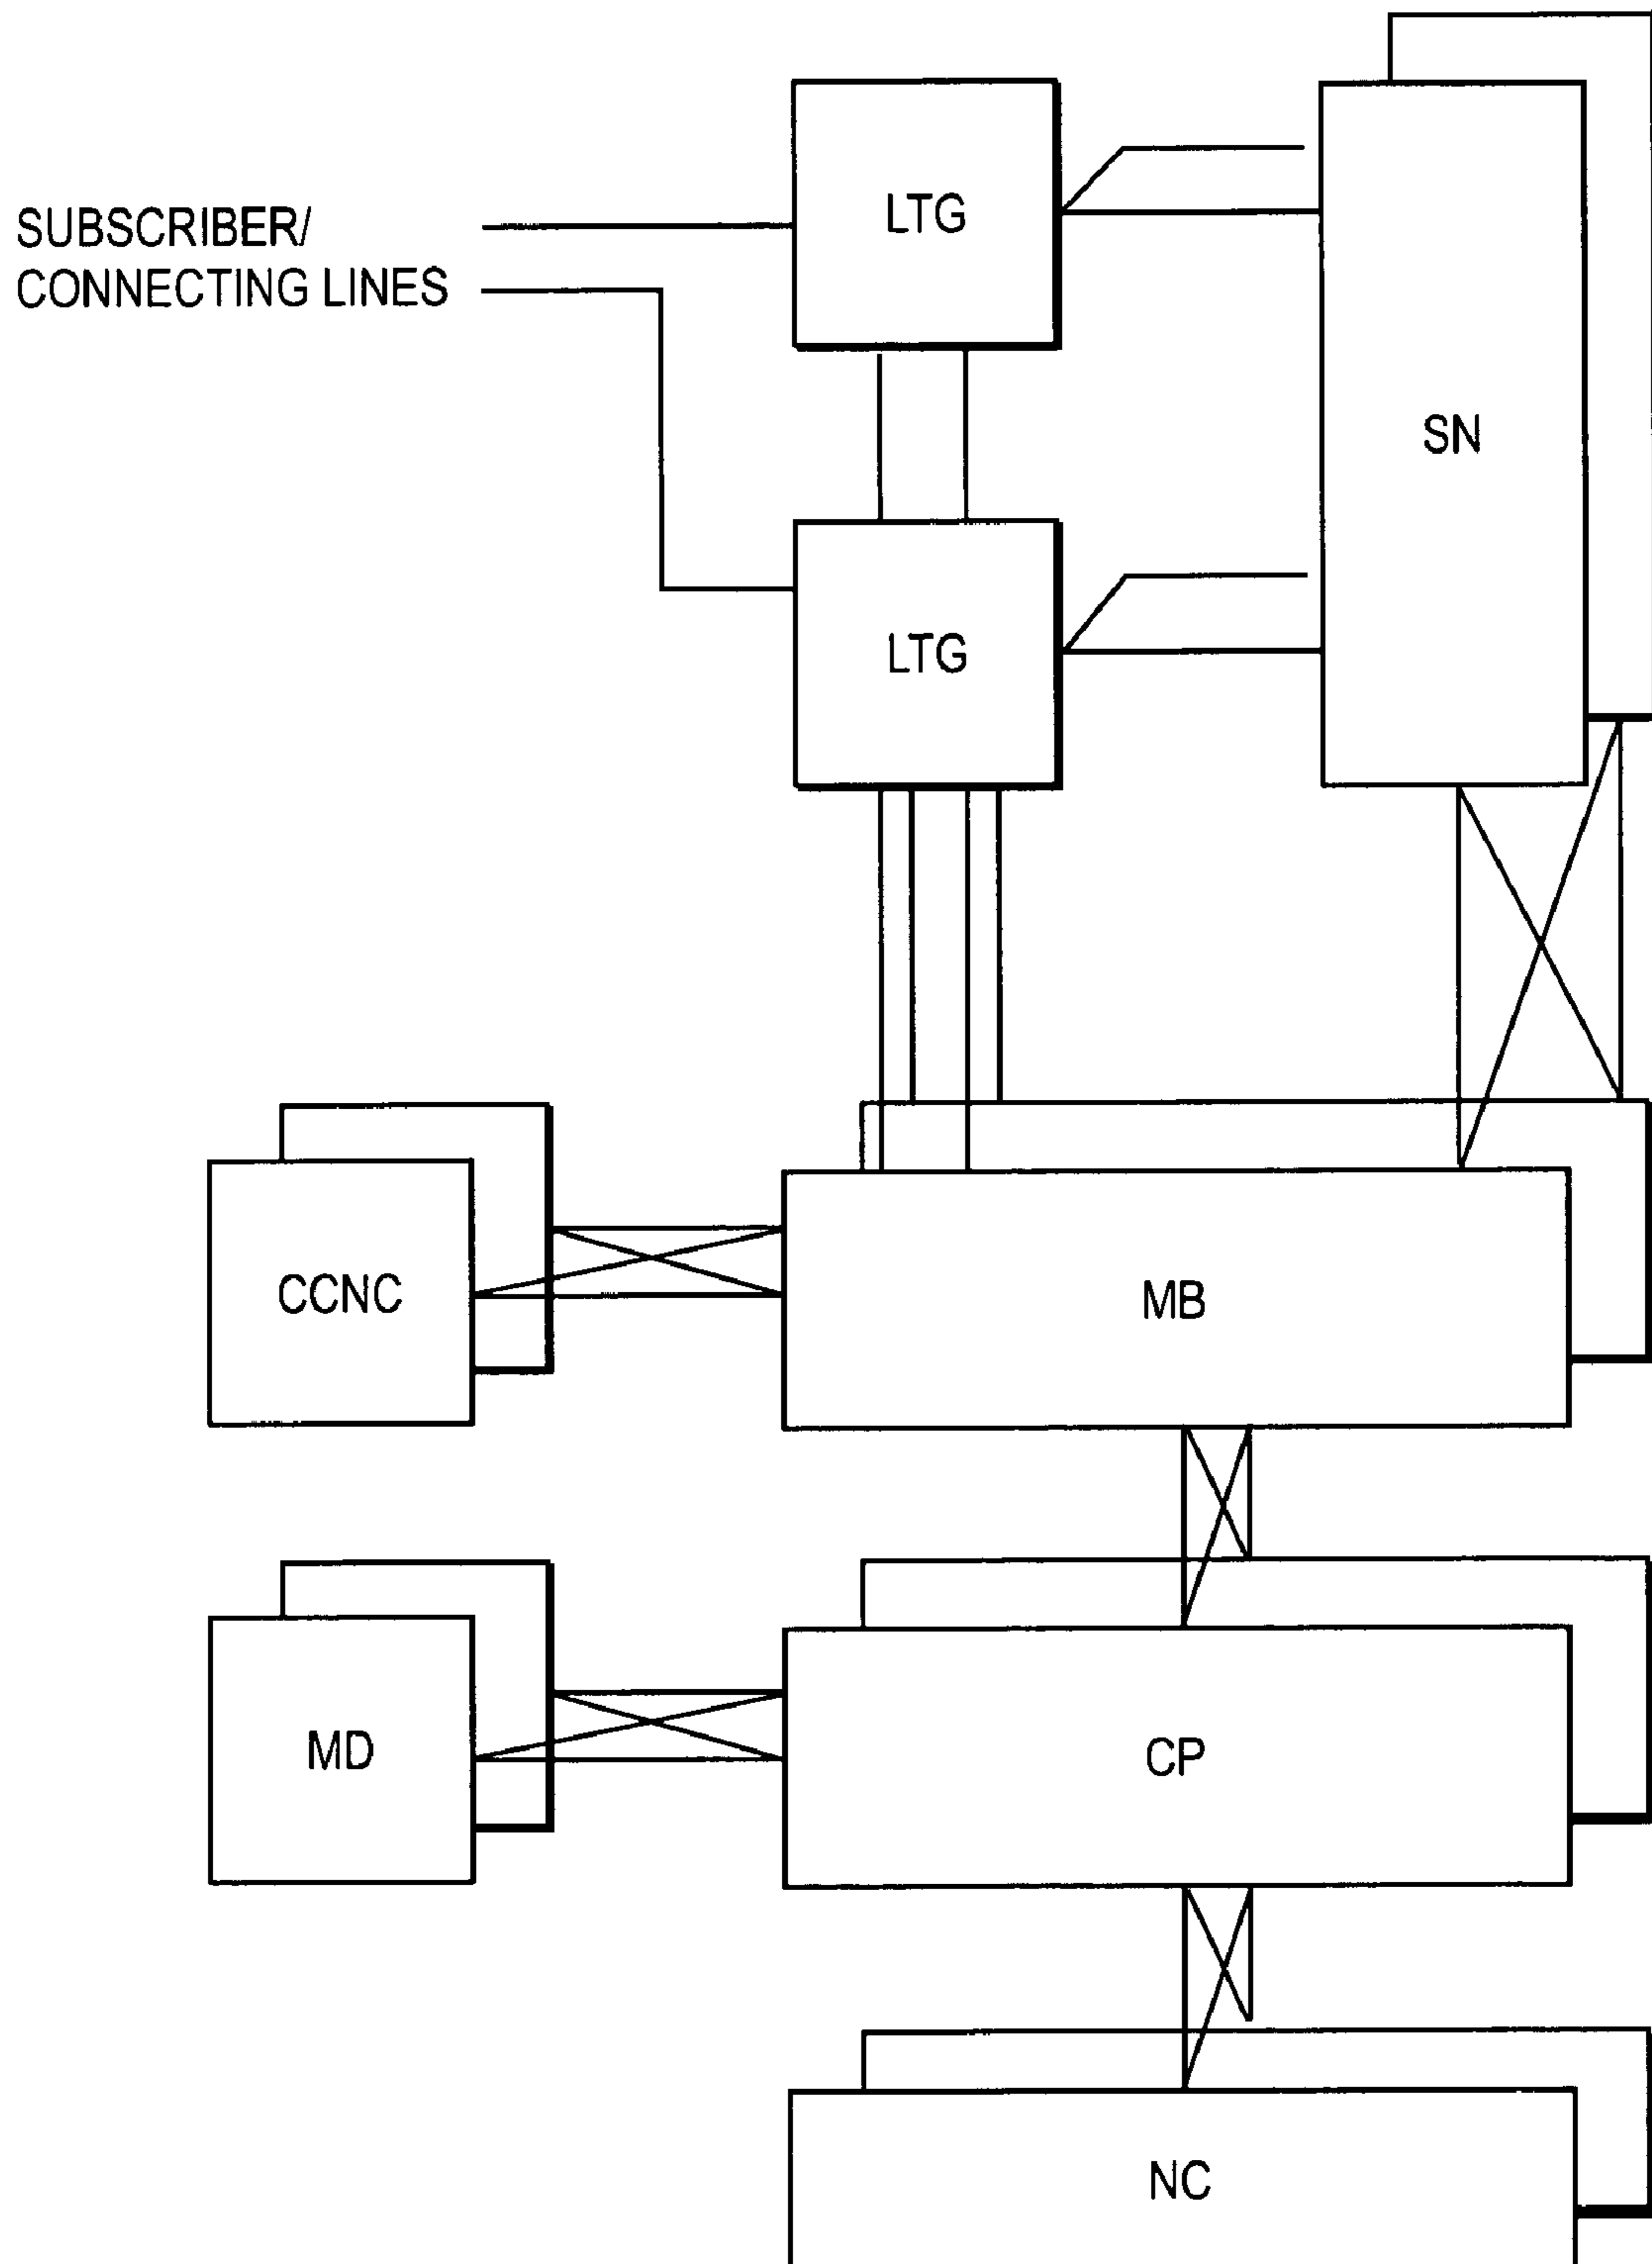 SUBSCRIBER/
CONNECTING LINES
LTG
SN
LTG
CCNC
MB
MD
CP
NC